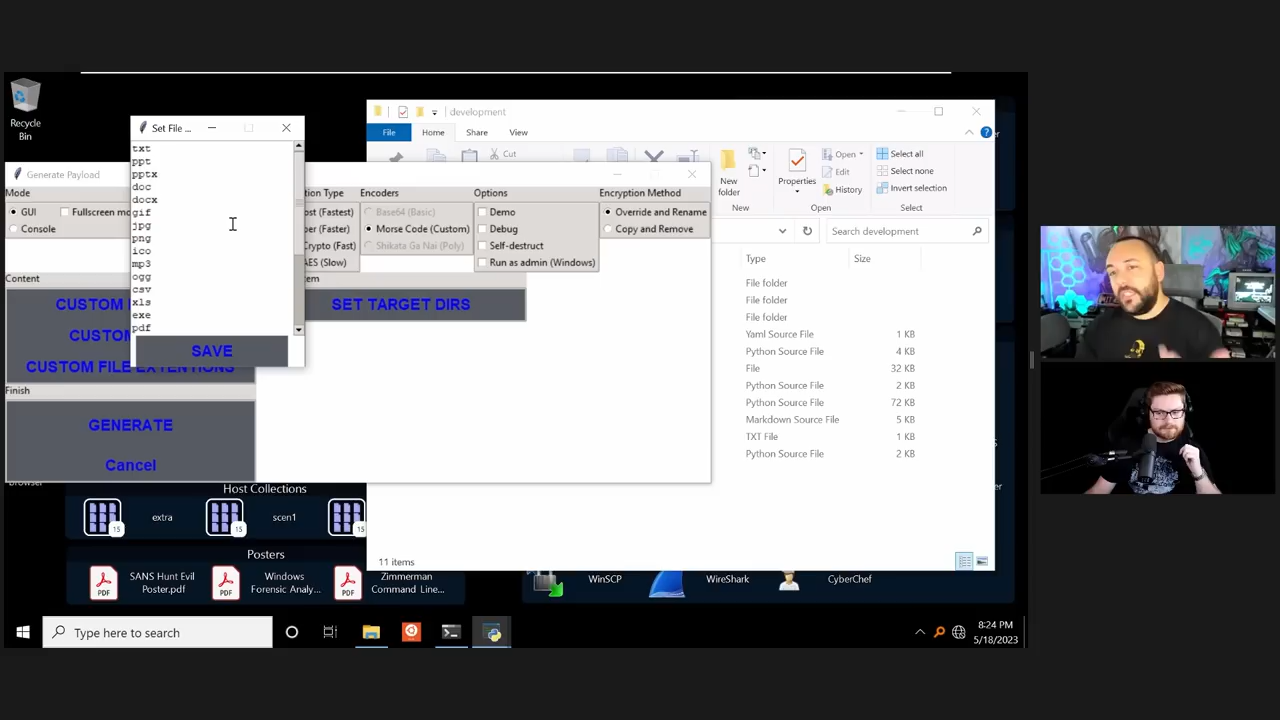 Recycle
Bin
Set File ...
txt
ppt
pptx
doc
docx
gif
jpg
png
ico
mp3
ogg
csv
xls
exe
pdf
SAVE
Generate Payload
Mode
GUI
Fullscreen mo
Console
tion Type
ost (Fastest)
per (Faster)
Crypto (Fast)
AES (Slow)
Encoders
Base64 (Basic)
Morse Code (Custom)
Shikata Ga Nai (Poly)
Options
Demo
Debug
Self-destruct
Run as admin (Windows)
Encryption Method
Override and Rename
Copy and Remove
Content
CUSTOM
CUSTOM
CUSTOM FILE EXTENTIONS
tem
SET TARGET DIRS
Finish
GENERATE
Cancel
development
File
Home
Share
View
Cut
New
folder
New
Properties
Open
Edit
History
Open
Select all
Select none
Invert selection
Select
Search development
Type
Size
File folder
File folder
File folder
Yaml Source File 1 KB
Python Source File 4 KB
File 32 KB
Python Source File 2 KB
Python Source File 72 KB
Markdown Source File 5 KB
TXT File 1 KB
Python Source File 2 KB
11 items
Host Collections
15
extra
15
scen1
15
Posters
PDF
SANS Hunt Evil
Poster.pdf
PDF
Windows
Forensic Analy...
PDF
Zimmerman
Command Line...
WinSCP
WireShark
CyberChef
Type here to search
8:24 PM
5/18/2023